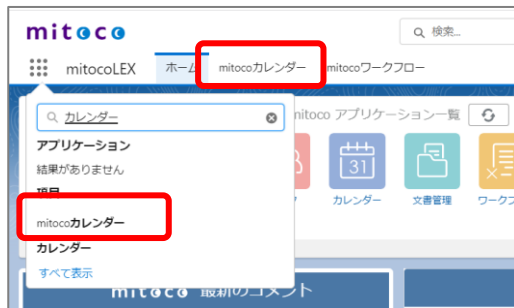 mitoco
検索...
mitocoLEX ホーム mitocoカレンダー mitocoワークフロー
カレンダー
mitoco アプリケーション一覧
アプリケーション
結果がありません
項目
mitocoカレンダー
カレンダー
すべて表示
31
カレンダー 文書管理 ワークフ
mitoco 最新のコメント